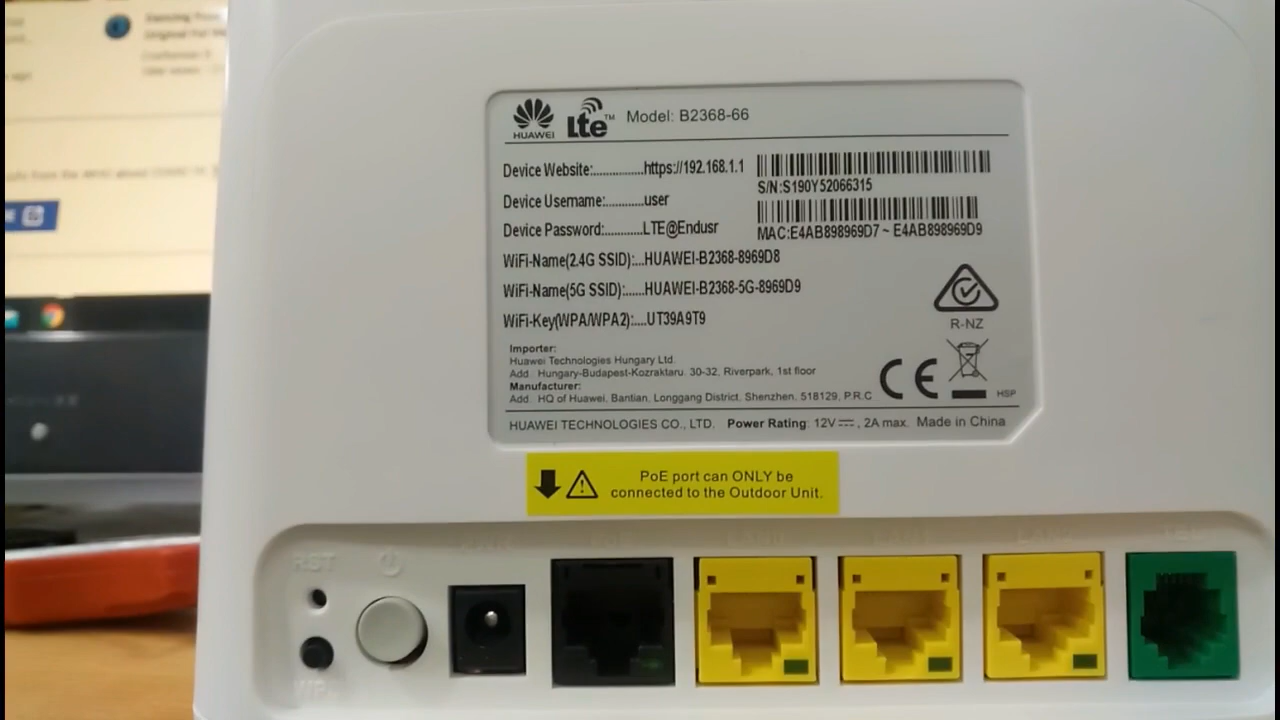 HUAWEI LTE™ Model: B2368-66
Device Website:...............https://192.168.1.1
S/N:S190Y52066315
Device Username:...........user
Device Password:...........LTE@Endusr
MAC:E4AB898969D7 ~ E4AB898969D9
WiFi-Name(2.4G SSID):...HUAWEI-B2368-8969D8
WiFi-Name(5G SSID):......HUAWEI-B2368-5G-8969D9
WiFi-Key(WPA/WPA2):....UT39A9T9
R-NZ
Importer:
Huawei Technologies Hungary Ltd.
Add Hungary-Budapest-Kozraktaru. 30-32, Riverpark, 1st floor
Manufacturer:
Add HQ of Huawei, Bantian, Longgang District, Shenzhen, 518129, P.R.C
CE
HSP
HUAWEI TECHNOLOGIES CO., LTD. Power Rating: 12V⎓, 2A max. Made in China
PoE port can ONLY be
connected to the Outdoor Unit.
RST